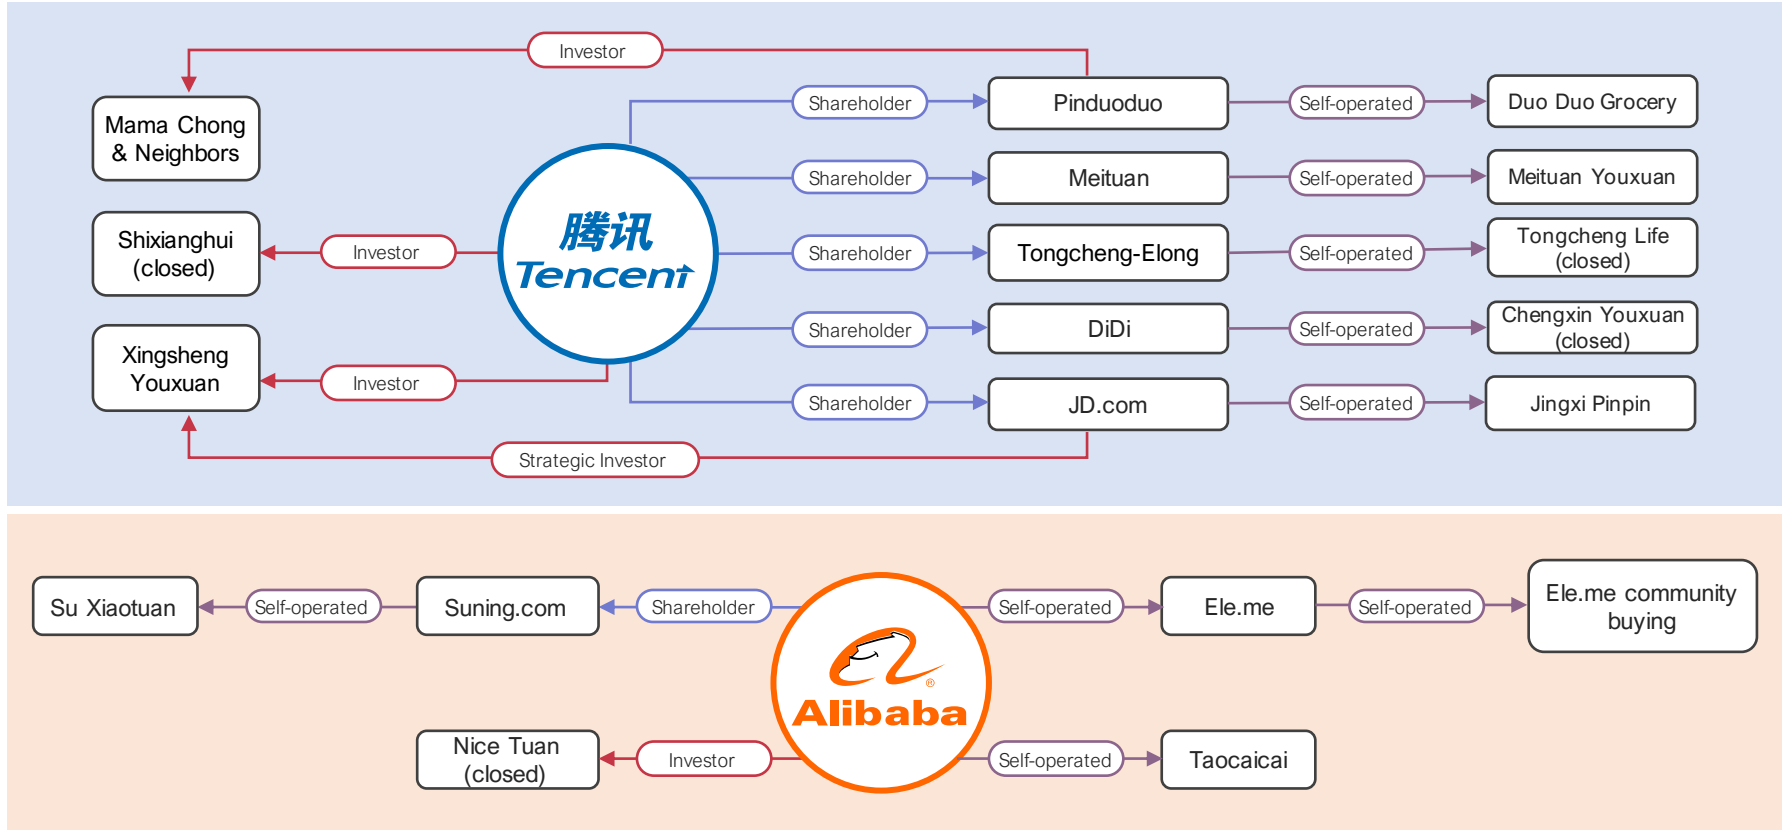 Investor
Mama Chong
& Neighbors
Shareholder
Pinduoduo
Self-operated
Duo Duo Grocery
Shareholder
Meituan
Self-operated
Meituan Youxuan
Shixianghui
(closed)
Investor
腾讯
Tencent
Shareholder
Tongcheng-Elong
Self-operated
Tongcheng Life
(closed)
Shareholder
DiDi
Self-operated
Chengxin Youxuan
(closed)
Xingsheng
Youxuan
Investor
Shareholder
JD.com
Self-operated
Jingxi Pinpin
Strategic Investor
Su Xiaotuan
Self-operated
Suning.com
Shareholder
Alibaba
®
Self-operated
Ele.me
Self-operated
Ele.me community
buying
Nice Tuan
(closed)
Investor
Self-operated
Taocaicai